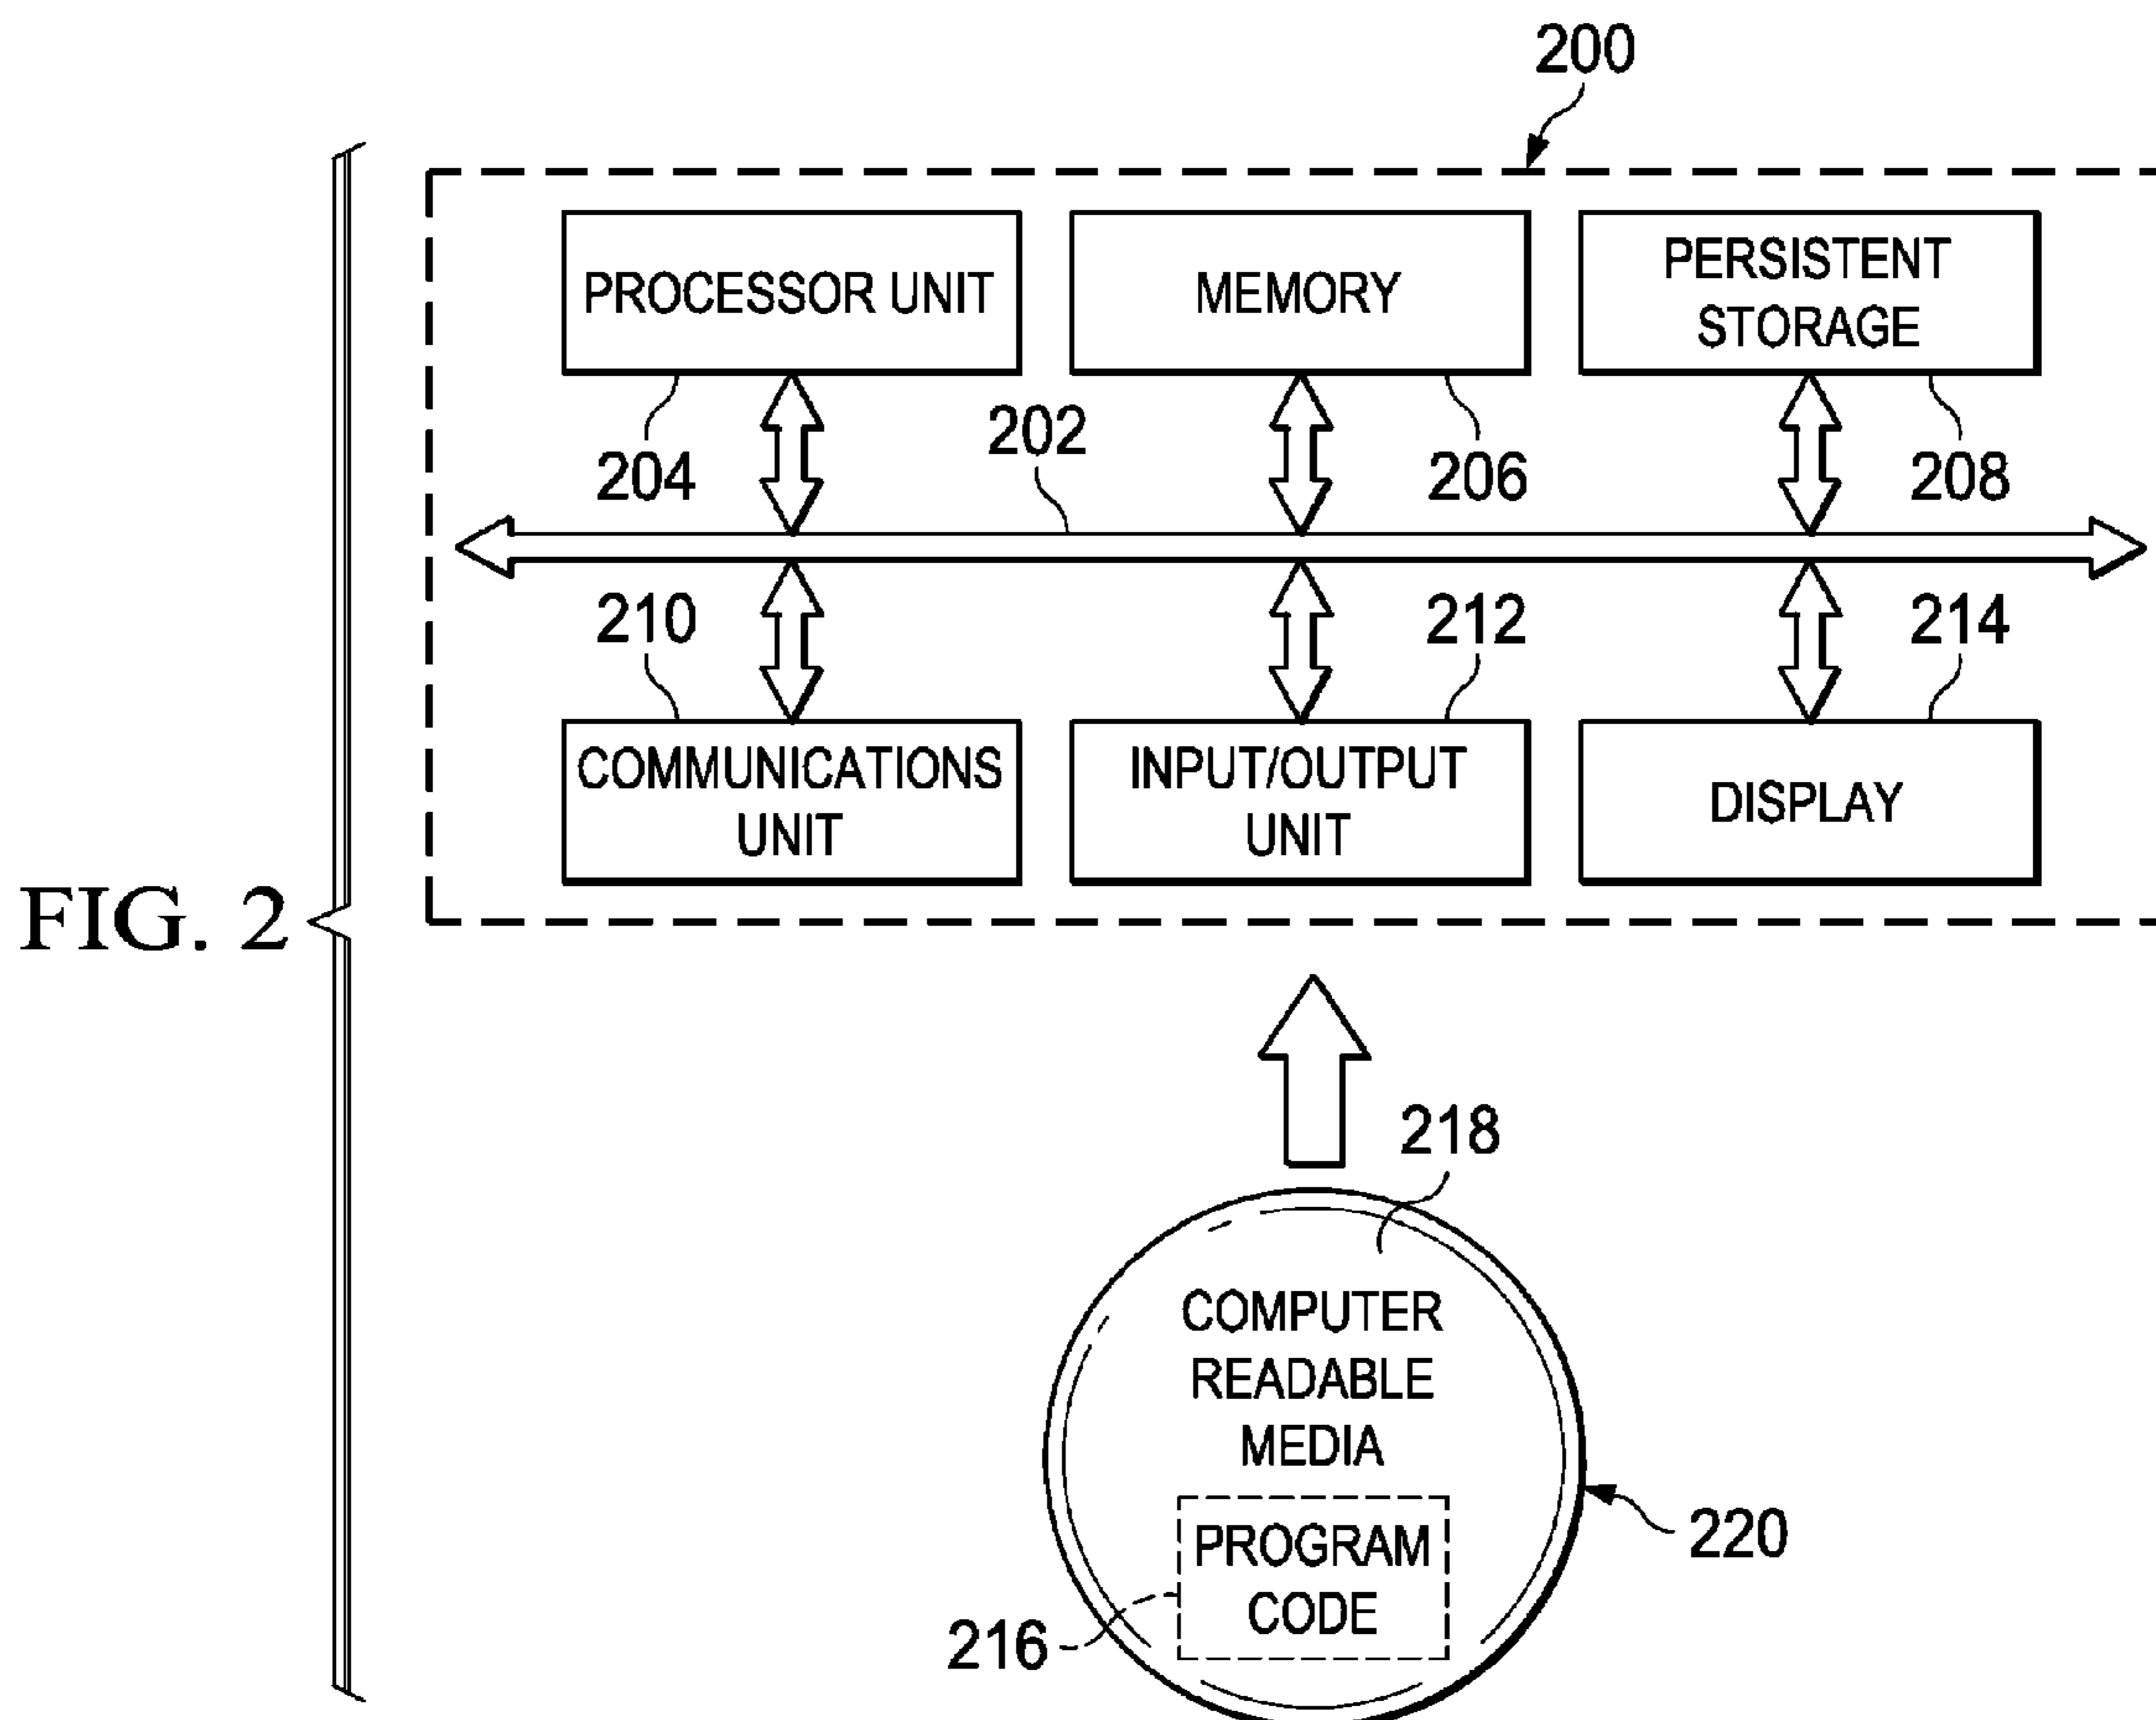 200
PROCESSOR UNIT
MEMORY
PERSISTENT
STORAGE
204
202
206
208
210
212
214
COMMUNICATIONS
UNIT
INPUT/OUTPUT
UNIT
DISPLAY
FIG. 2
218
COMPUTER
READABLE
MEDIA
PROGRAM
CODE
220
216